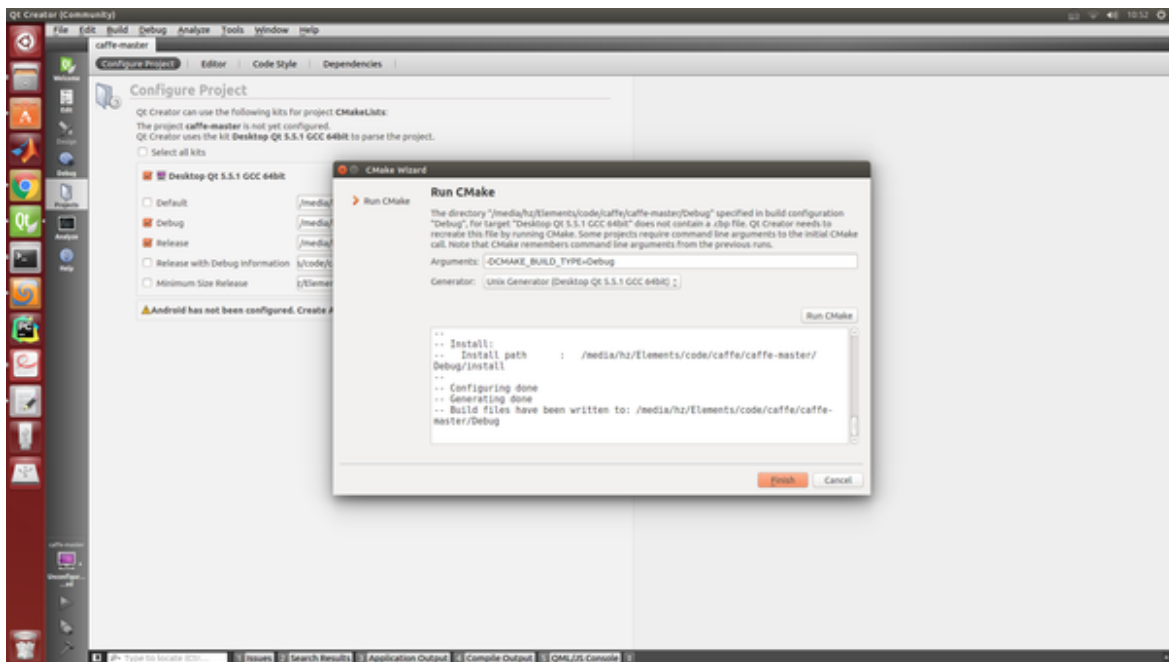 Qt Creator (Community)
10:52
File Edit Build Debug Analyze Tools Window Help
caffe-master
Configure Project Editor Code Style Dependencies
Welcome
Edit
Design
Debug
Projects
Analyze
Help
Configure Project
Qt Creator can use the following kits for project CMakeLists:
The project caffe-master is not yet configured.
Qt Creator uses the kit Desktop Qt 5.5.1 GCC 64bit to parse the project.
Select all kits
Desktop Qt 5.5.1 GCC 64bit
Default /media/
Debug /media/
Release /media/
Release with Debug Information
Minimum Size Release
Android has not been configured. Create
CMake Wizard
Run CMake
Run CMake
The directory "/media/hz/Elements/code/caffe/caffe-master/Debug" specified in build configuration
"Debug", for target "Desktop Qt 5.5.1 GCC 64bit" does not contain a .cbp file. Qt Creator needs to
recreate this file by running CMake. Some projects require command line arguments to the initial CMake
call. Note that CMake remembers command line arguments from the previous runs.
Arguments: -DCMAKE_BUILD_TYPE=Debug
Generator: Unix Generator (Desktop Qt 5.5.1 GCC 64bit)
Run CMake
--
-- Install:
-- Install path : /media/hz/Elements/code/caffe/caffe-master/
Debug/install
--
-- Configuring done
-- Generating done
-- Build files have been written to: /media/hz/Elements/code/caffe/caffe-
master/Debug
Finish Cancel
caffe-master
Type to locate Issues Search Results Application Output Compile Output QML/JS Console